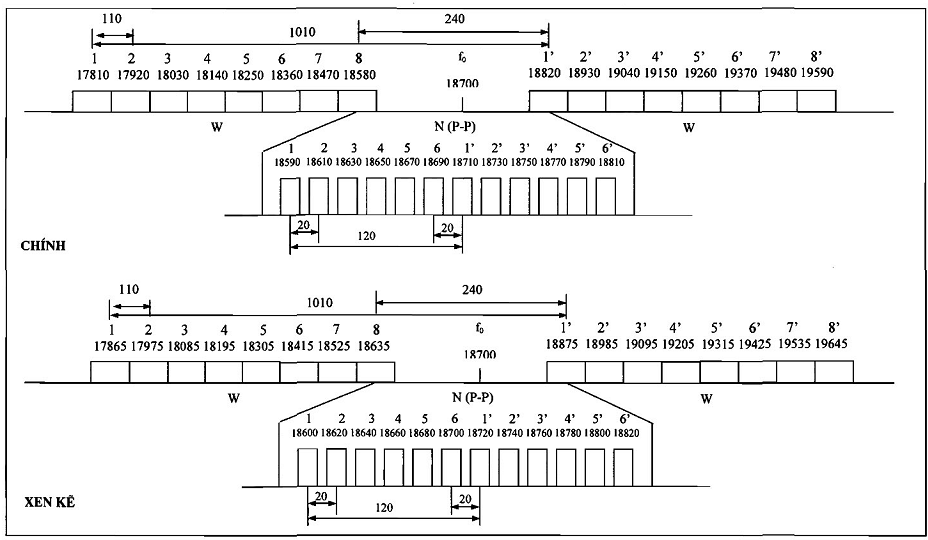 110 240
1010
1 2 3 4 5 6 7 8 f₀ 1’ 2’ 3’ 4’ 5’ 6’ 7’ 8’
17810 17920 18030 18140 18250 18360 18470 18580 18700 18820 18930 19040 19150 19260 19370 19480 19590
W N (P-P) W
1 2 3 4 5 6 1’ 2’ 3’ 4’ 5’ 6’
18590 18610 18630 18650 18670 18690 18710 18730 18750 18770 18790 18810
20 20
120
CHÍNH
110 240
1010
1 2 3 4 5 6 7 8 f₀ 1’ 2’ 3’ 4’ 5’ 6’ 7’ 8’
17865 17975 18085 18195 18305 18415 18525 18635 18700 18875 18985 19095 19205 19315 19425 19535 19645
W N (P-P) W
1 2 3 4 5 6 1’ 2’ 3’ 4’ 5’ 6’
18600 18620 18640 18660 18680 18700 18720 18740 18760 18780 18800 18820
20 20
120
XEN KẼ